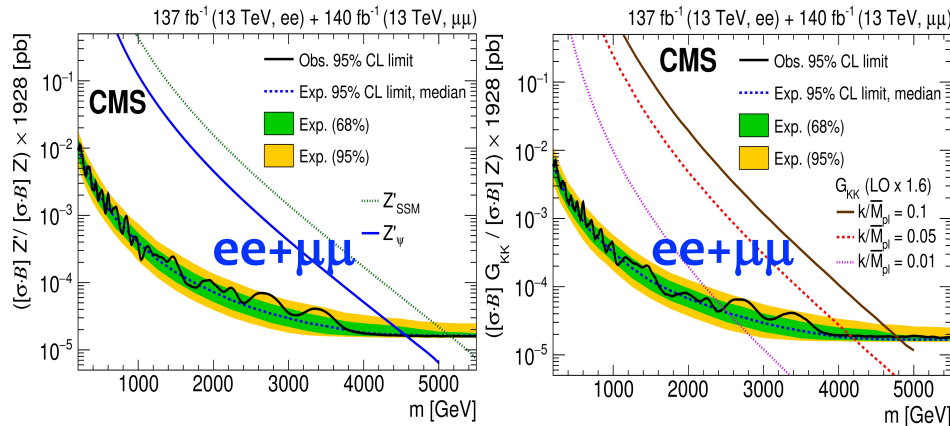 137 fb⁻¹ (13 TeV, ee) + 140 fb⁻¹ (13 TeV, μμ)
([σ·B] Z'/ [σ·B] Z) × 1928 [pb]
10⁻¹
10⁻²
10⁻³
10⁻⁴
10⁻⁵
CMS
Obs. 95% CL limit
Exp. 95% CL limit, median
Exp. (68%)
Exp. (95%)
Z'SSM
Z'ψ
ee+μμ
1000 2000 3000 4000 5000
m [GeV]
137 fb⁻¹ (13 TeV, ee) + 140 fb⁻¹ (13 TeV, μμ)
([σ·B] G_KK / [σ·B] Z) × 1928 [pb]
10⁻¹
10⁻²
10⁻³
10⁻⁴
10⁻⁵
CMS
Obs. 95% CL limit
Exp. 95% CL limit, median
Exp. (68%)
Exp. (95%)
G_KK (LO x 1.6)
k/M̅_pl = 0.1
k/M̅_pl = 0.05
k/M̅_pl = 0.01
ee+μμ
1000 2000 3000 4000 5000
m [GeV]